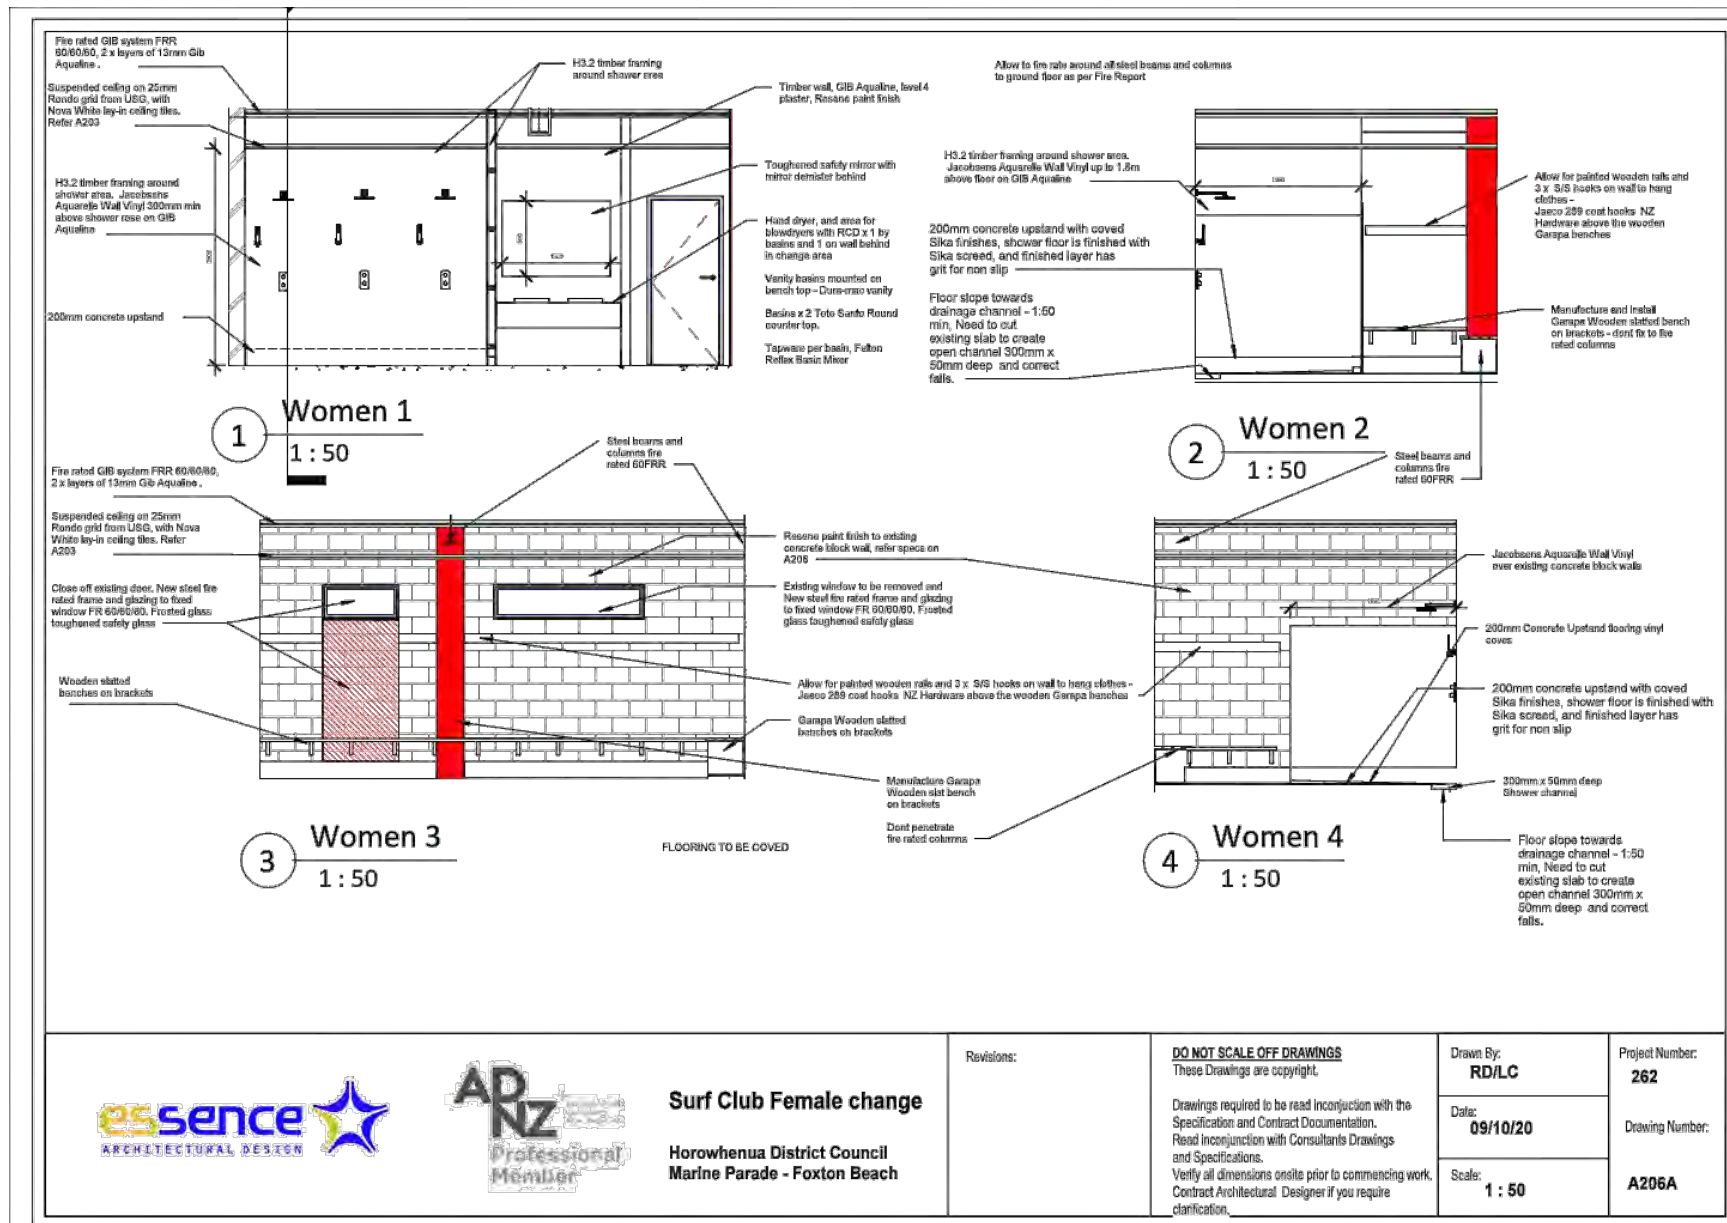 Fire rated GIB system FRR
60/60/60, 2 x layers of 13mm Gib
Aqualine .
Suspended ceiling on 25mm
Rondo grid from USG, with
Nova White lay-in ceiling tiles.
Refer A203
H3.2 timber framing around
shower area. Jacobsens
Aquarelle Wall Vinyl 300mm min
above shower rose on GIB
Aqualine
200mm concrete upstand
H3.2 timber framing
around shower area
Timber wall, GIB Aqualine, level 4
plaster, Resene paint finish
Toughened safety mirror with
mirror demister behind
Hand dryer, and area for
blowdryers with RCD x 1 by
basins and 1 on wall behind
in change area
Vanity basins mounted on
bench top - Dura-mac vanity
Basins x 2 Toto Santo Round
counter top.
Tapware per basin, Felton
Reflex Basin Mixer
1
Women 1
1 : 50
Allow to fire rate around all steel beams and columns
to ground floor as per Fire Report
H3.2 timber framing around shower area.
Jacobsens Aquarelle Wall Vinyl up to 1.8m
above floor on GIB Aqualine
200mm concrete upstand with coved
Sika finishes, shower floor is finished with
Sika screed, and finished layer has
grit for non slip
Floor slope towards
drainage channel - 1:50
min, Need to cut
existing slab to create
open channel 300mm x
50mm deep and correct
falls.
Allow for painted wooden rails and
3 x S/S hooks on wall to hang
clothes -
Jaeco 289 coat hooks NZ
Hardware above the wooden
Garapa benches
Manufacture and install
Garapa Wooden slatted bench
on brackets - dont fix to fire
rated columns
2
Women 2
1 : 50
Steel beams and
columns fire
rated 60FRR
Fire rated GIB system FRR 60/60/60,
2 x layers of 13mm Gib Aqualine .
Suspended ceiling on 25mm
Rondo grid from USG, with Nova
White lay-in ceiling tiles. Refer
A203
Close off existing door. New steel fire
rated frame and glazing to fixed
window FR 60/60/60. Frosted glass
toughened safety glass
Wooden slatted
benches on brackets
Steel beams and
columns fire
rated 60FRR
Resene paint finish to existing
concrete block wall, refer specs on
A205
Existing window to be removed and
New steel fire rated frame and glazing
to fixed window FR 60/60/60. Frosted
glass toughened safety glass
Allow for painted wooden rails and 3 x S/S hooks on wall to hang clothes -
Jaeco 289 coat hooks NZ Hardware above the wooden Garapa benches
Garapa Wooden slatted
benches on brackets
Manufacture Garapa
Wooden slat bench
on brackets
Dont penetrate
fire rated columns
3
Women 3
1 : 50
FLOORING TO BE COVED
Jacobsens Aquarelle Wall Vinyl
over existing concrete block walls
200mm Concrete Upstand flooring vinyl
coves
200mm concrete upstand with coved
Sika finishes, shower floor is finished with
Sika screed, and finished layer has
grit for non slip
300mm x 50mm deep
Shower channel
Floor slope towards
drainage channel - 1:50
min, Need to cut
existing slab to create
open channel 300mm x
50mm deep and correct
falls.
4
Women 4
1 : 50
essence
ARCHITECTURAL DESIGN
ADNZ
Professional
Member
Surf Club Female change
Horowhenua District Council
Marine Parade - Foxton Beach
Revisions:
DO NOT SCALE OFF DRAWINGS
These Drawings are copyright,
Drawings required to be read inconjuction with the
Specification and Contract Documentation.
Read inconjunction with Consultants Drawings
and Specifications.
Verify all dimensions onsite prior to commencing work.
Contract Architectural Designer if you require
clarification.
Drawn By:
RD/LC
Date:
09/10/20
Scale:
1 : 50
Project Number:
262
Drawing Number:
A206A